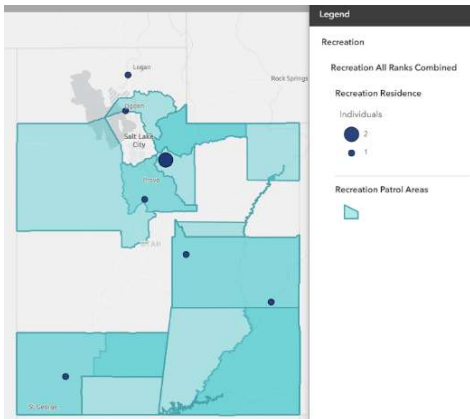 Legend
Logan
Recreation
Recreation All Ranks Combined
Rock Springs
Recreation Residence
Ogden
Individuals
2
Salt Lake
City
1
Provo
Recreation Patrol Areas
UTAH
St George